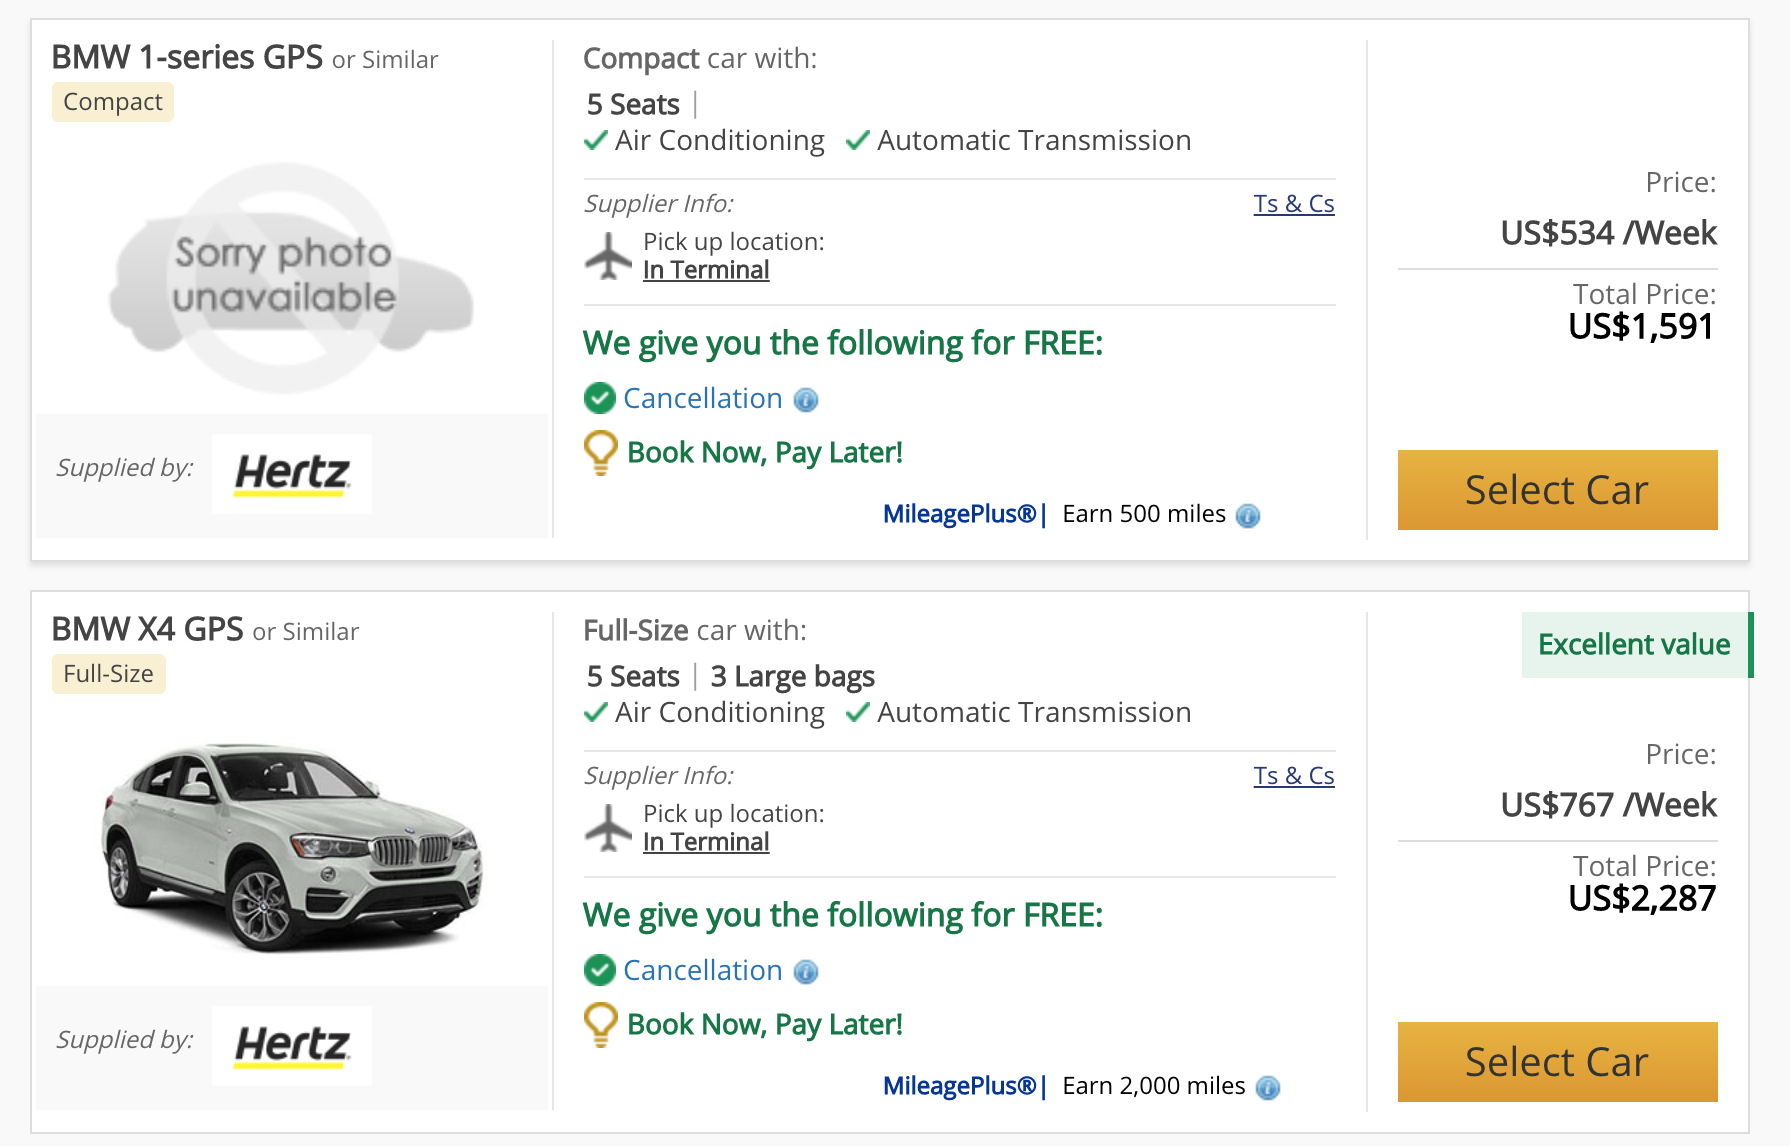 BMW 1-series GPS or Similar
Compact
Sorry photo
unavailable
Supplied by: Hertz
Compact car with:
5 Seats |
Air Conditioning Automatic Transmission
Supplier Info: Ts & Cs
Pick up location:
In Terminal
We give you the following for FREE:
Cancellation
Book Now, Pay Later!
MileagePlus®| Earn 500 miles
Price:
US$534 /Week
Total Price:
US$1,591
Select Car
BMW X4 GPS or Similar
Full-Size
Supplied by: Hertz
Full-Size car with:
5 Seats | 3 Large bags
Air Conditioning Automatic Transmission
Supplier Info: Ts & Cs
Pick up location:
In Terminal
We give you the following for FREE:
Cancellation
Book Now, Pay Later!
MileagePlus®| Earn 2,000 miles
Excellent value
Price:
US$767 /Week
Total Price:
US$2,287
Select Car